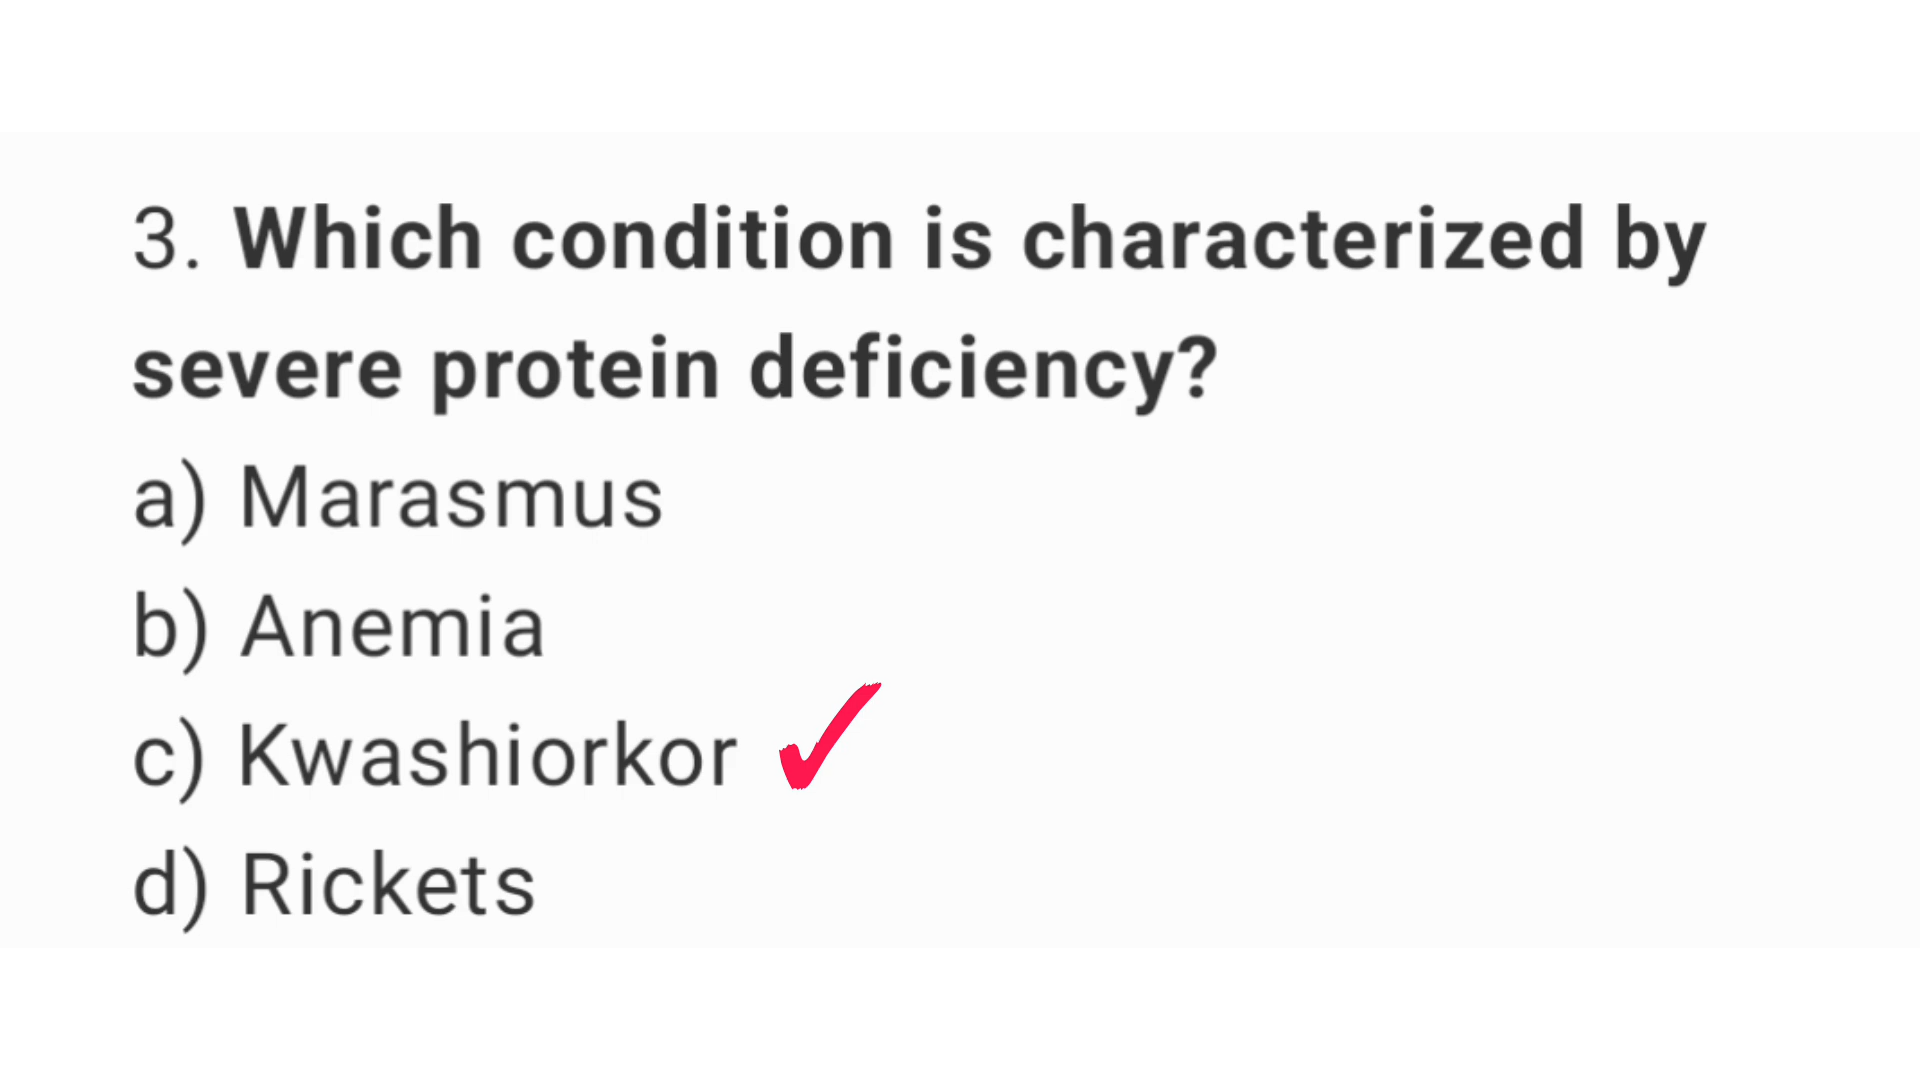 3. Which condition is characterized by
severe protein deficiency?
a) Marasmus
b) Anemia
c) Kwashiorkor
d) Rickets